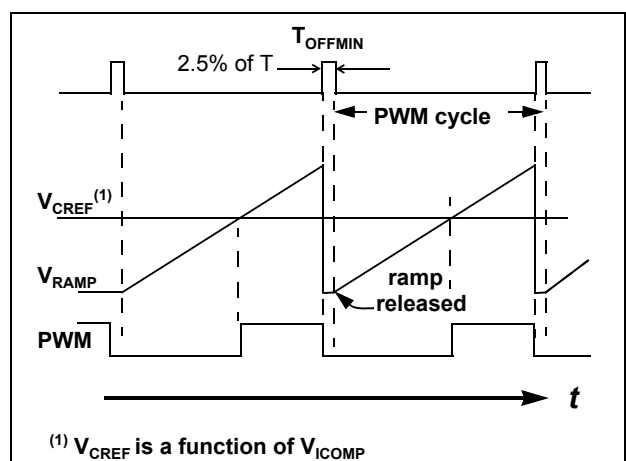 T_OFFMIN
2.5% of T
PWM cycle
V_CREF^(1)
V_RAMP
ramp
released
PWM
t
(1) V_CREF is a function of V_ICOMP